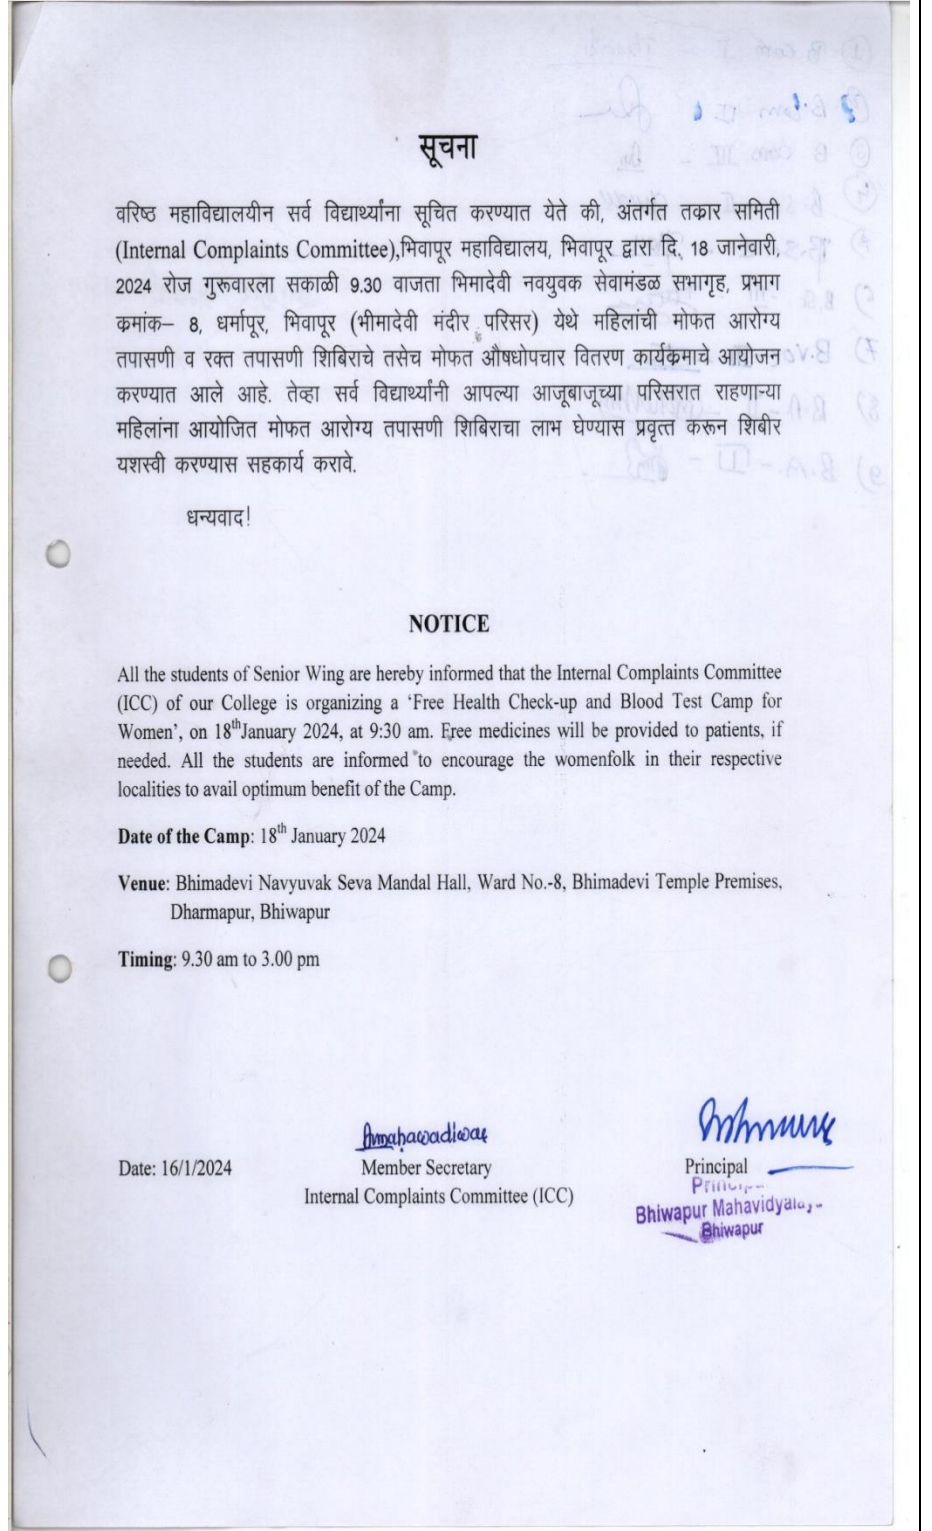 सूचना
वरिष्ठ महाविद्यालयीन सर्व विद्यार्थ्यांना सूचित करण्यात येते की, अंतर्गत तकार समिती
(Internal Complaints Committee),भिवापूर महाविद्यालय, भिवापूर द्वारा दि. 18 जानेवारी,
2024 रोज गुरूवारला सकाळी 9.30 वाजता भिमादेवी नवयुवक सेवामंडळ सभागृह, प्रभाग
कमांक– 8, धर्मापूर, भिवापूर (भीमादेवी मंदीर परिसर) येथे महिलांची मोफत आरोग्य
तपासणी व रक्त तपासणी शिबिराचे तसेच मोफत औषधोपचार वितरण कार्यकमाचे आयोजन
करण्यात आले आहे. तेव्हा सर्व विद्यार्थ्यांनी आपल्या आजूबाजूच्या परिसरात राहणाऱ्या
महिलांना आयोजित मोफत आरोग्य तपासणी शिबिराचा लाभ घेण्यास प्रवृत्त करून शिबीर
यशस्वी करण्यास सहकार्य करावे.
धन्यवाद!
NOTICE
All the students of Senior Wing are hereby informed that the Internal Complaints Committee
(ICC) of our College is organizing a ‘Free Health Check-up and Blood Test Camp for
Women’, on 18thJanuary 2024, at 9:30 am. Free medicines will be provided to patients, if
needed. All the students are informed to encourage the womenfolk in their respective
localities to avail optimum benefit of the Camp.
Date of the Camp: 18th January 2024
Venue: Bhimadevi Navyuvak Seva Mandal Hall, Ward No.-8, Bhimadevi Temple Premises,
Dharmapur, Bhiwapur
Timing: 9.30 am to 3.00 pm
Date: 16/1/2024 Member Secretary Principal
Internal Complaints Committee (ICC)
Bhiwapur Mahavidyalaya
Bhiwapur